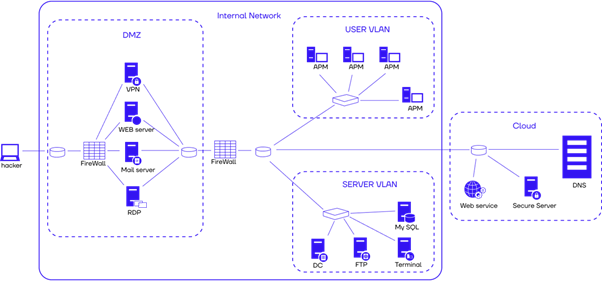 Internal Network
DMZ
USER VLAN
APM
APM
APM
VPN
APM
WEB server
Cloud
hacker
FireWall
Mail server
FireWall
SERVER VLAN
DNS
RDP
Web service
Secure Server
My SQL
DC
FTP
Terminal